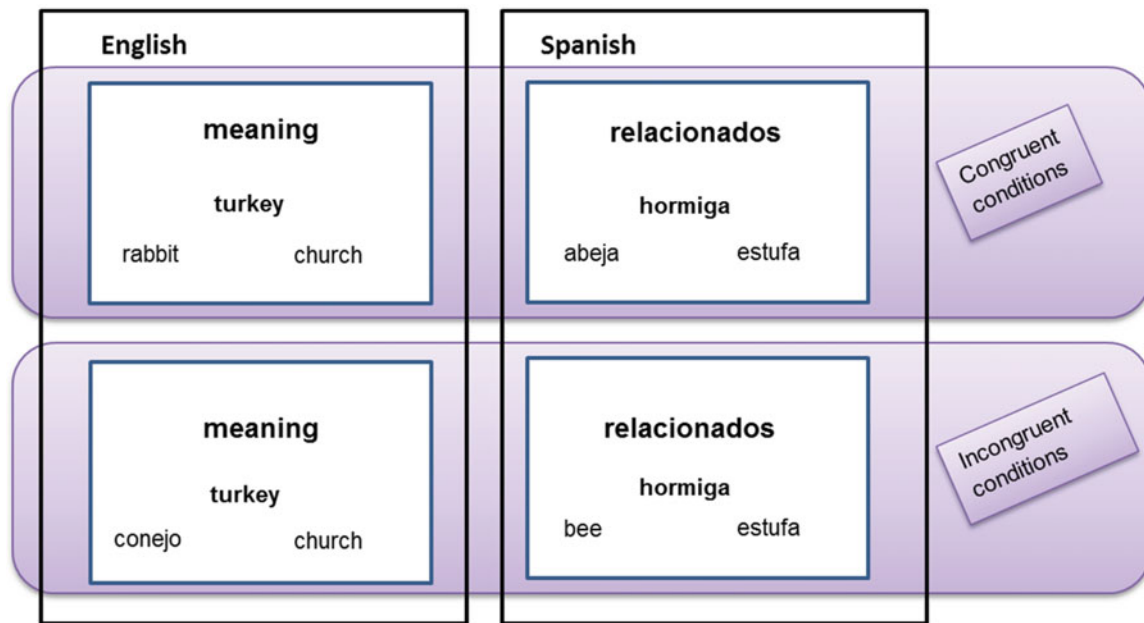 English
Spanish
meaning
turkey
rabbit church
relacionados
hormiga
abeja estufa
Congruent
conditions
meaning
turkey
conejo church
relacionados
hormiga
bee estufa
Incongruent
conditions